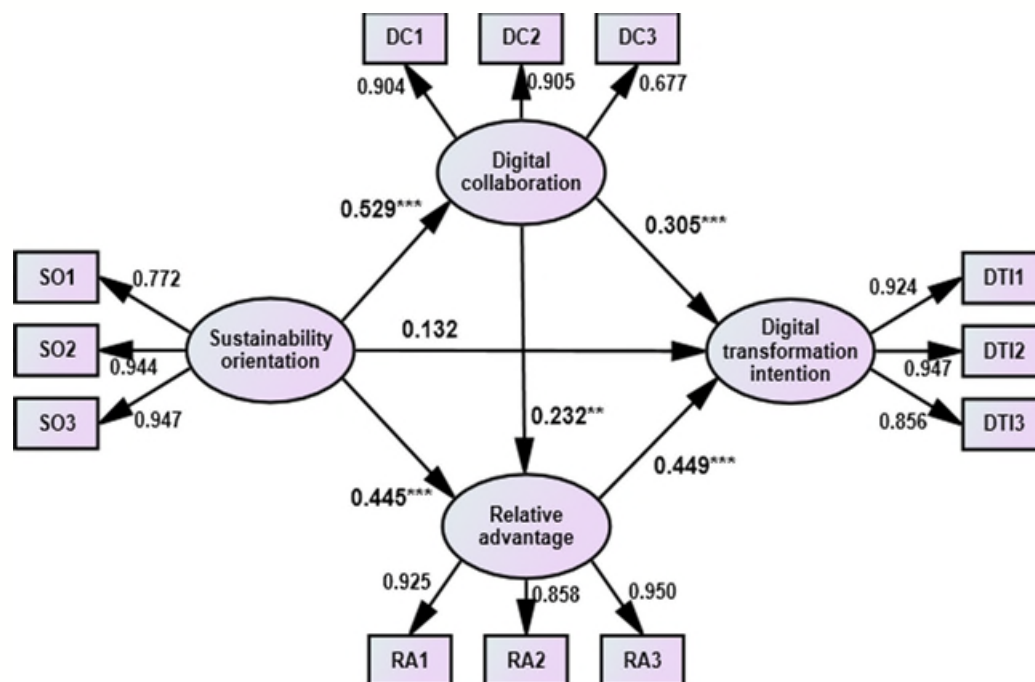 DC1
DC2
DC3
0.904
0.905
0.677
Digital
collaboration
0.529***
0.305***
SO1
0.772
SO2
0.944
SO3
0.947
Sustainability
orientation
0.132
Digital
transformation
intention
0.924
DTI1
0.947
DTI2
0.856
DTI3
0.232**
0.445***
0.449***
Relative
advantage
0.925
0.858
0.950
RA1
RA2
RA3